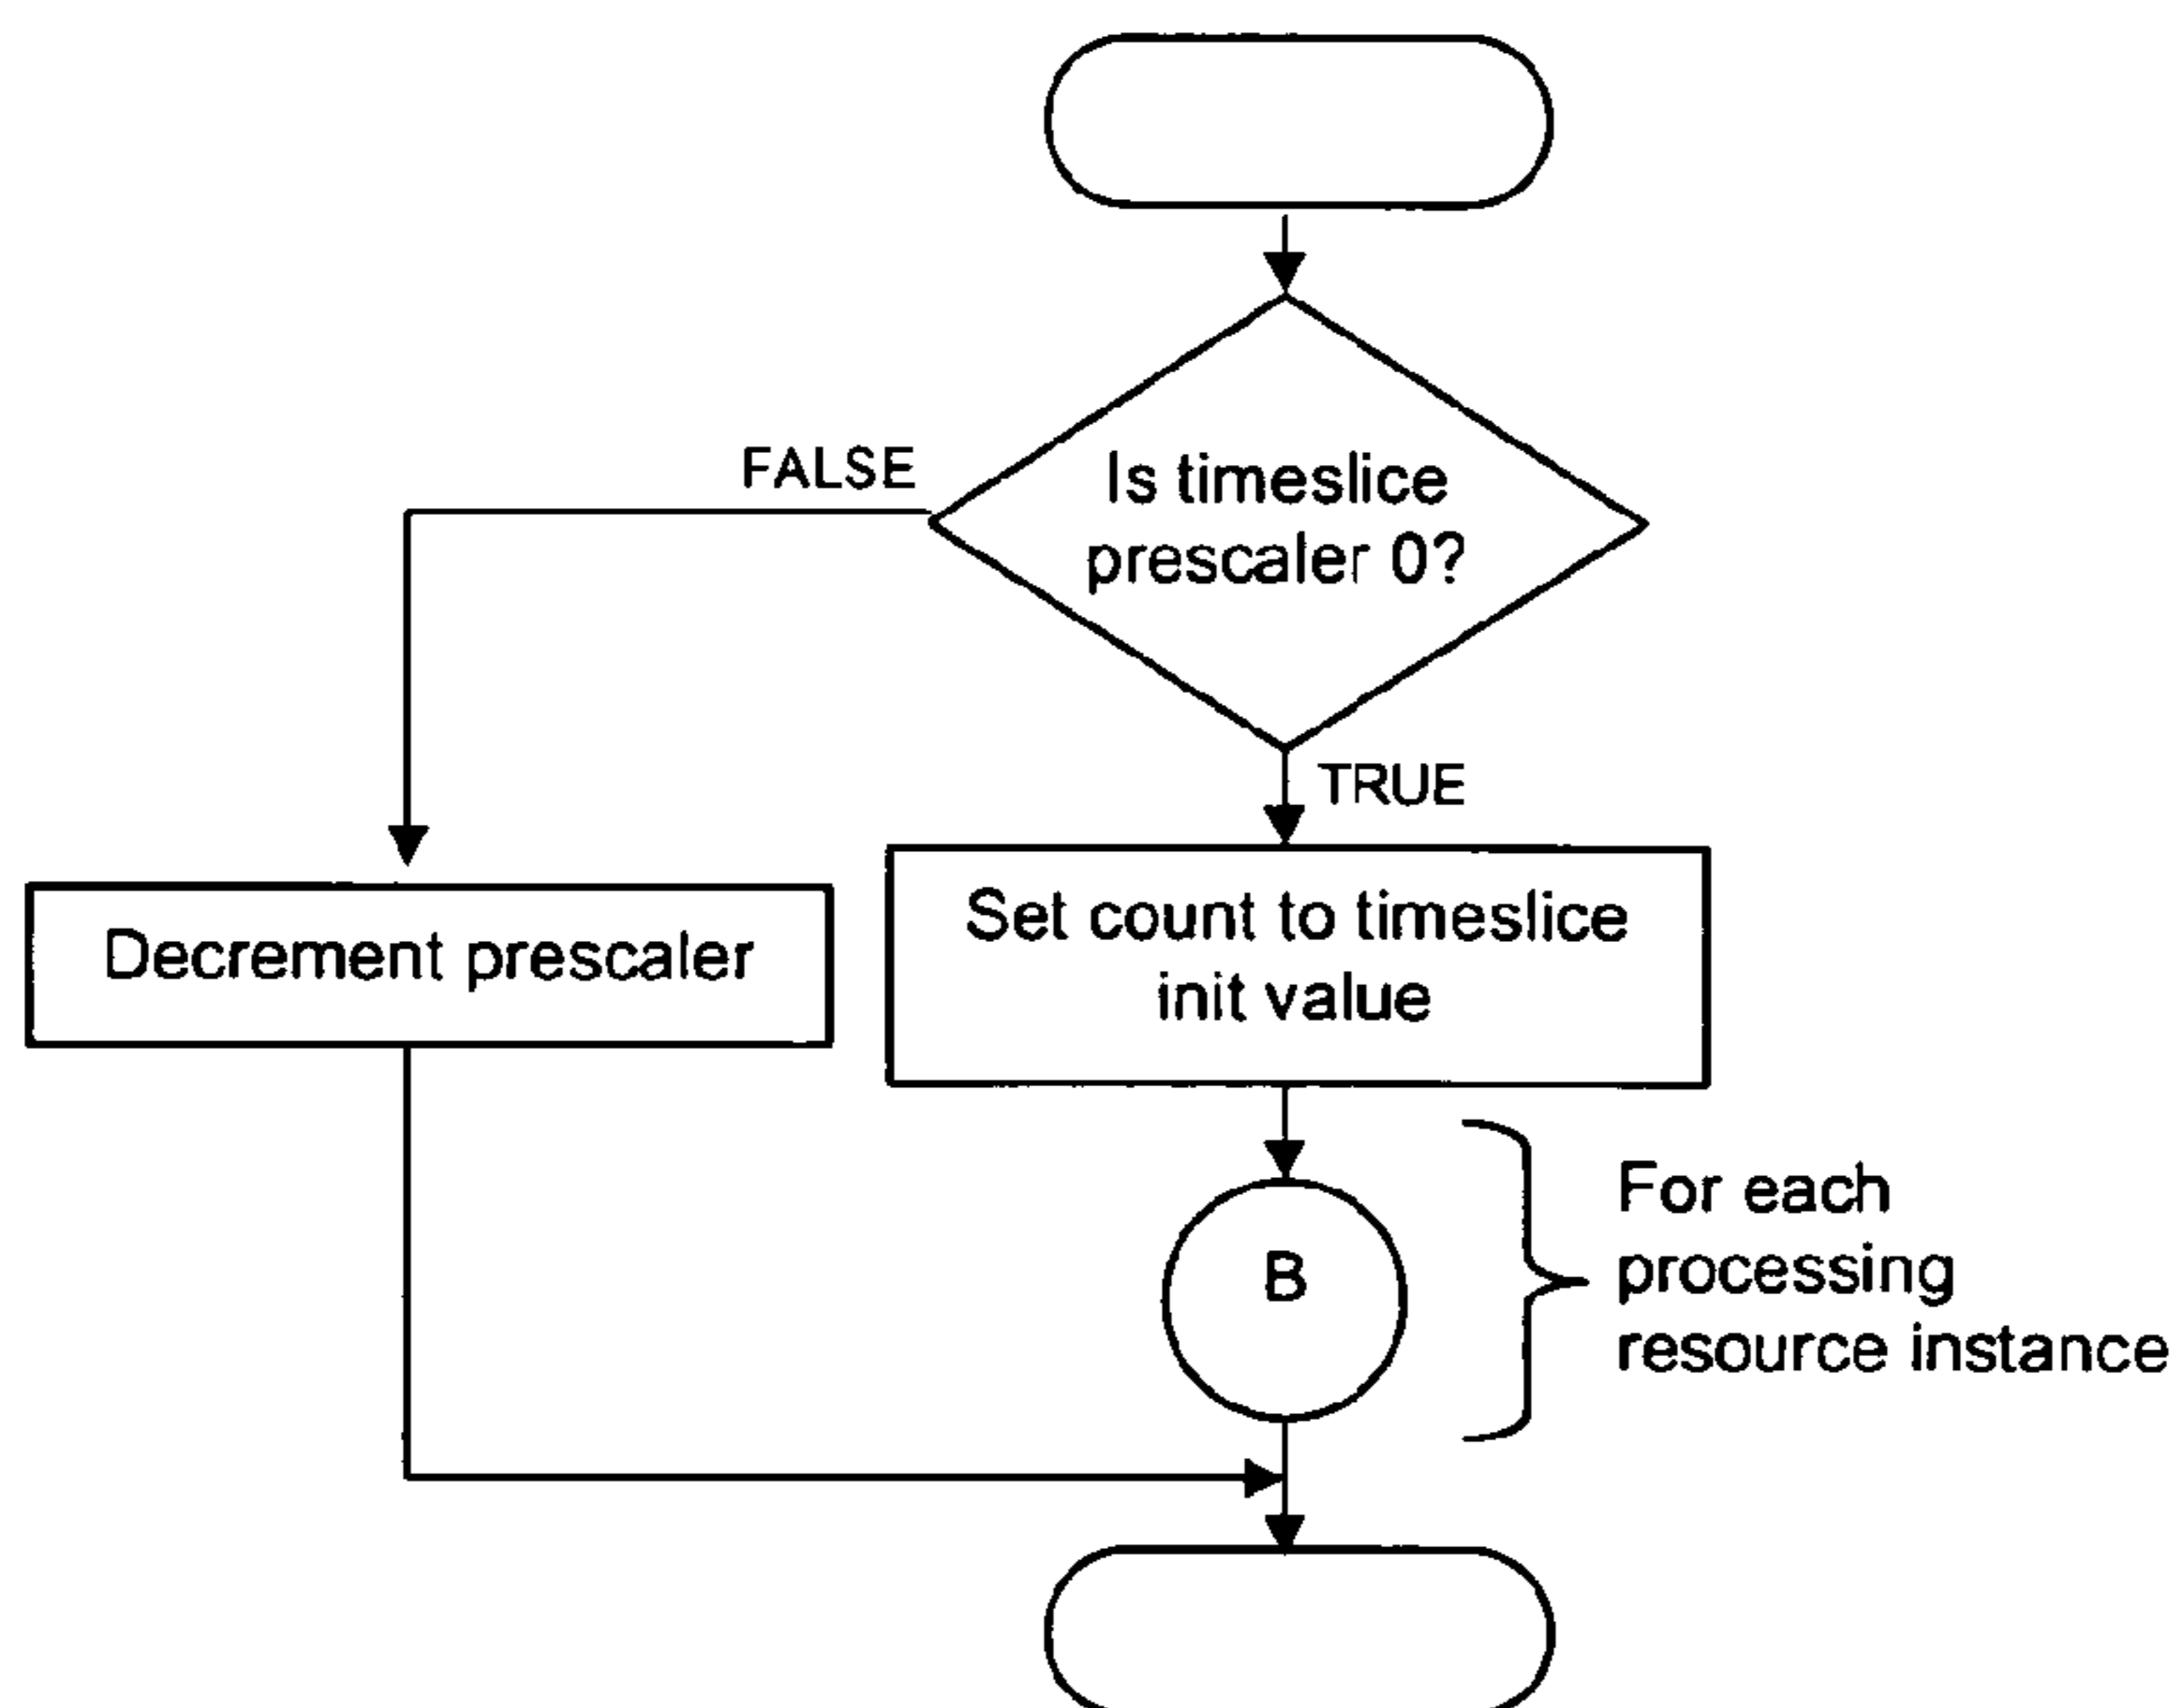 FALSE
Is timeslice
prescaler 0?
TRUE
Decrement prescaler
Set count to timeslice
init value
B
For each
processing
resource instance